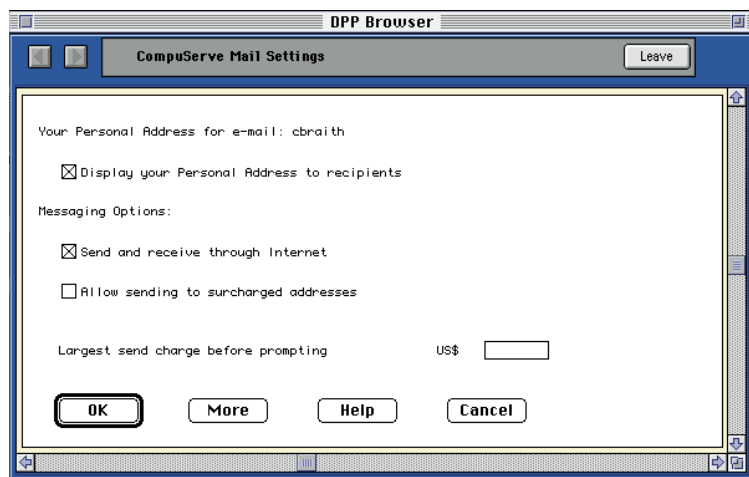 DPP Browser
CompuServe Mail Settings
Leave
Your Personal Address for e-mail: cbraith
Display your Personal Address to recipients
Messaging Options:
Send and receive through Internet
Allow sending to surcharged addresses
Largest send charge before prompting US$
OK More Help Cancel